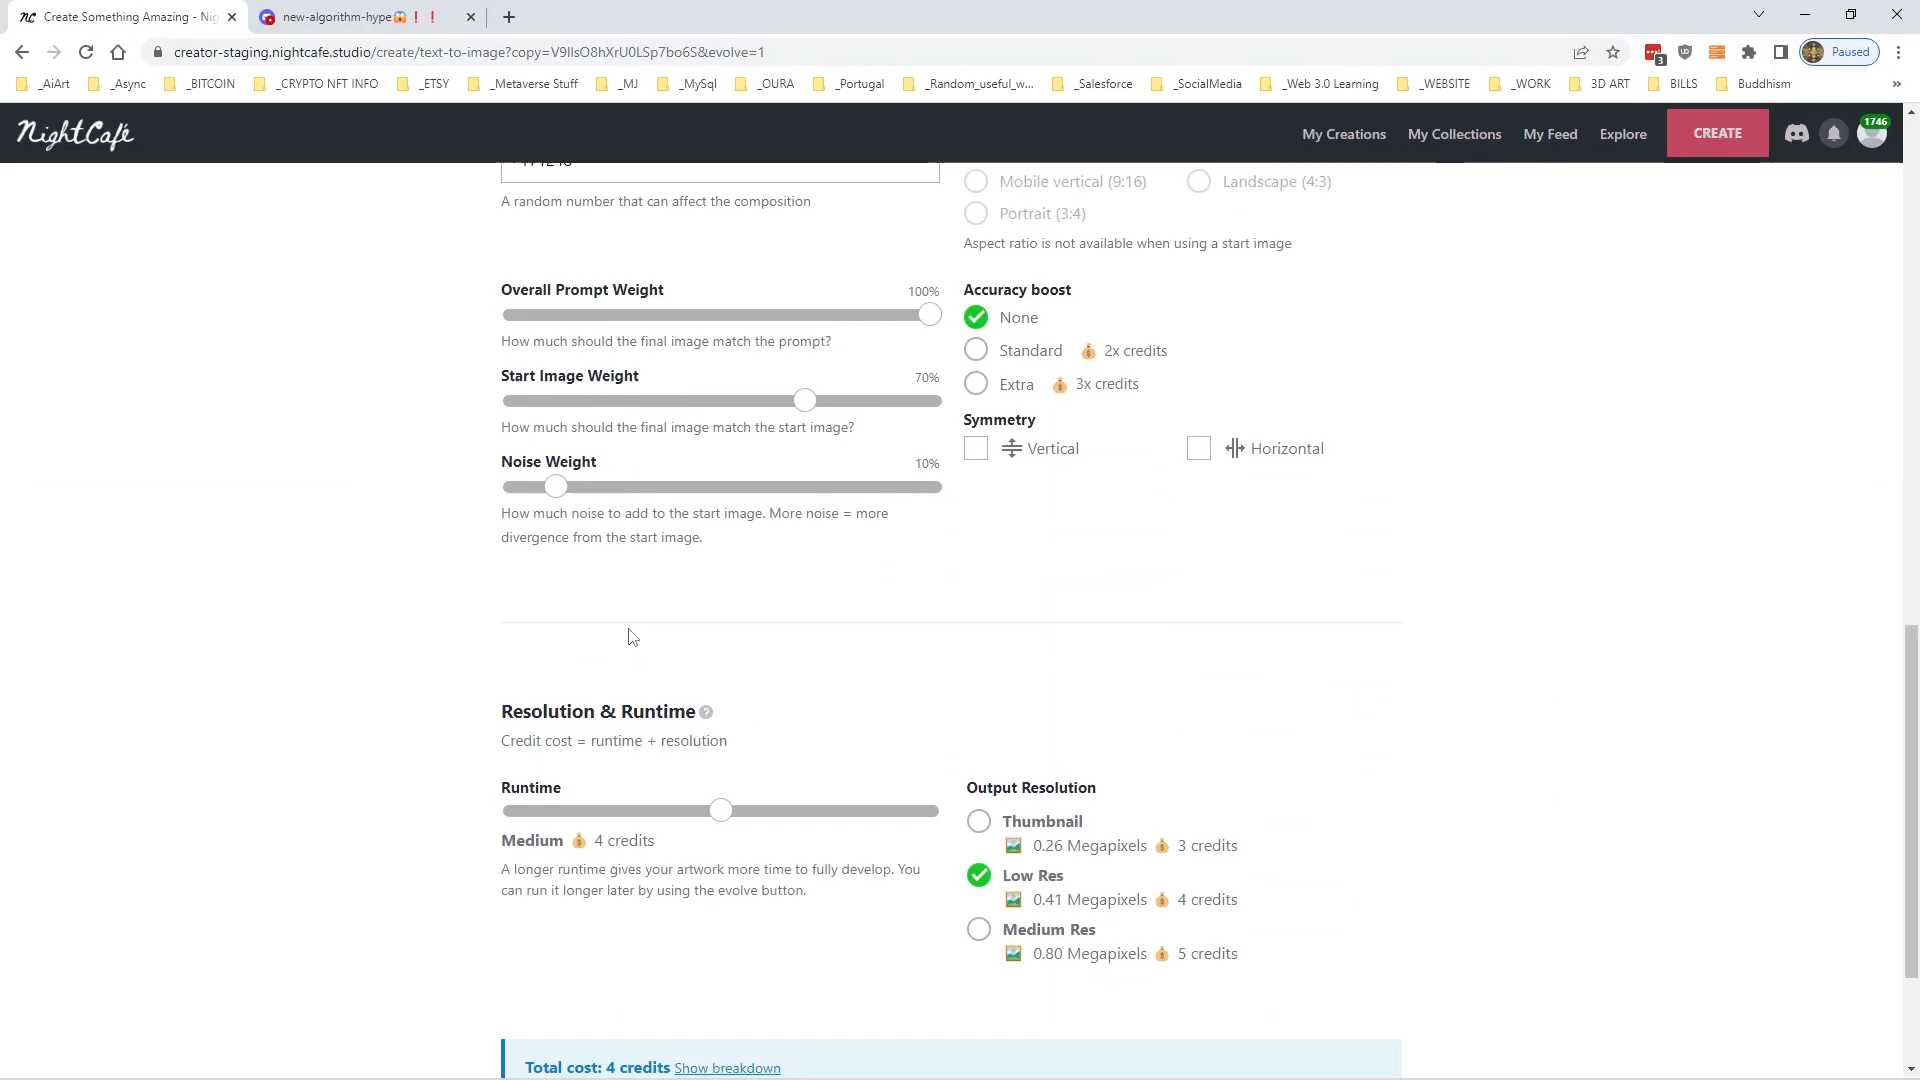 Create Something Amazing - Nig
new-algorithm-hype
creator-staging.nightcafe.studio/create/text-to-image?copy=V9lIsO8hXrU0LSp7bo6S&evolve=1
3
Paused
_AiArt
_Async
_BITCOIN
_CRYPTO NFT INFO
_ETSY
_Metaverse Stuff
_MJ
_MySql
_OURA
_Portugal
_Random_useful_w...
_Salesforce
_SocialMedia
_Web 3.0 Learning
_WEBSITE
_WORK
3D ART
BILLS
Buddhism
»
NightCafé
My Creations
My Collections
My Feed
Explore
CREATE
1746
A random number that can affect the composition
Mobile vertical (9:16)
Landscape (4:3)
Portrait (3:4)
Aspect ratio is not available when using a start image
Overall Prompt Weight
100%
How much should the final image match the prompt?
Start Image Weight
70%
How much should the final image match the start image?
Noise Weight
10%
How much noise to add to the start image. More noise = more
divergence from the start image.
Accuracy boost
None
Standard 2x credits
Extra 3x credits
Symmetry
Vertical
Horizontal
Resolution & Runtime ?
Credit cost = runtime + resolution
Runtime
Medium 4 credits
A longer runtime gives your artwork more time to fully develop. You
can run it longer later by using the evolve button.
Output Resolution
Thumbnail
0.26 Megapixels 3 credits
Low Res
0.41 Megapixels 4 credits
Medium Res
0.80 Megapixels 5 credits
Total cost: 4 credits Show breakdown